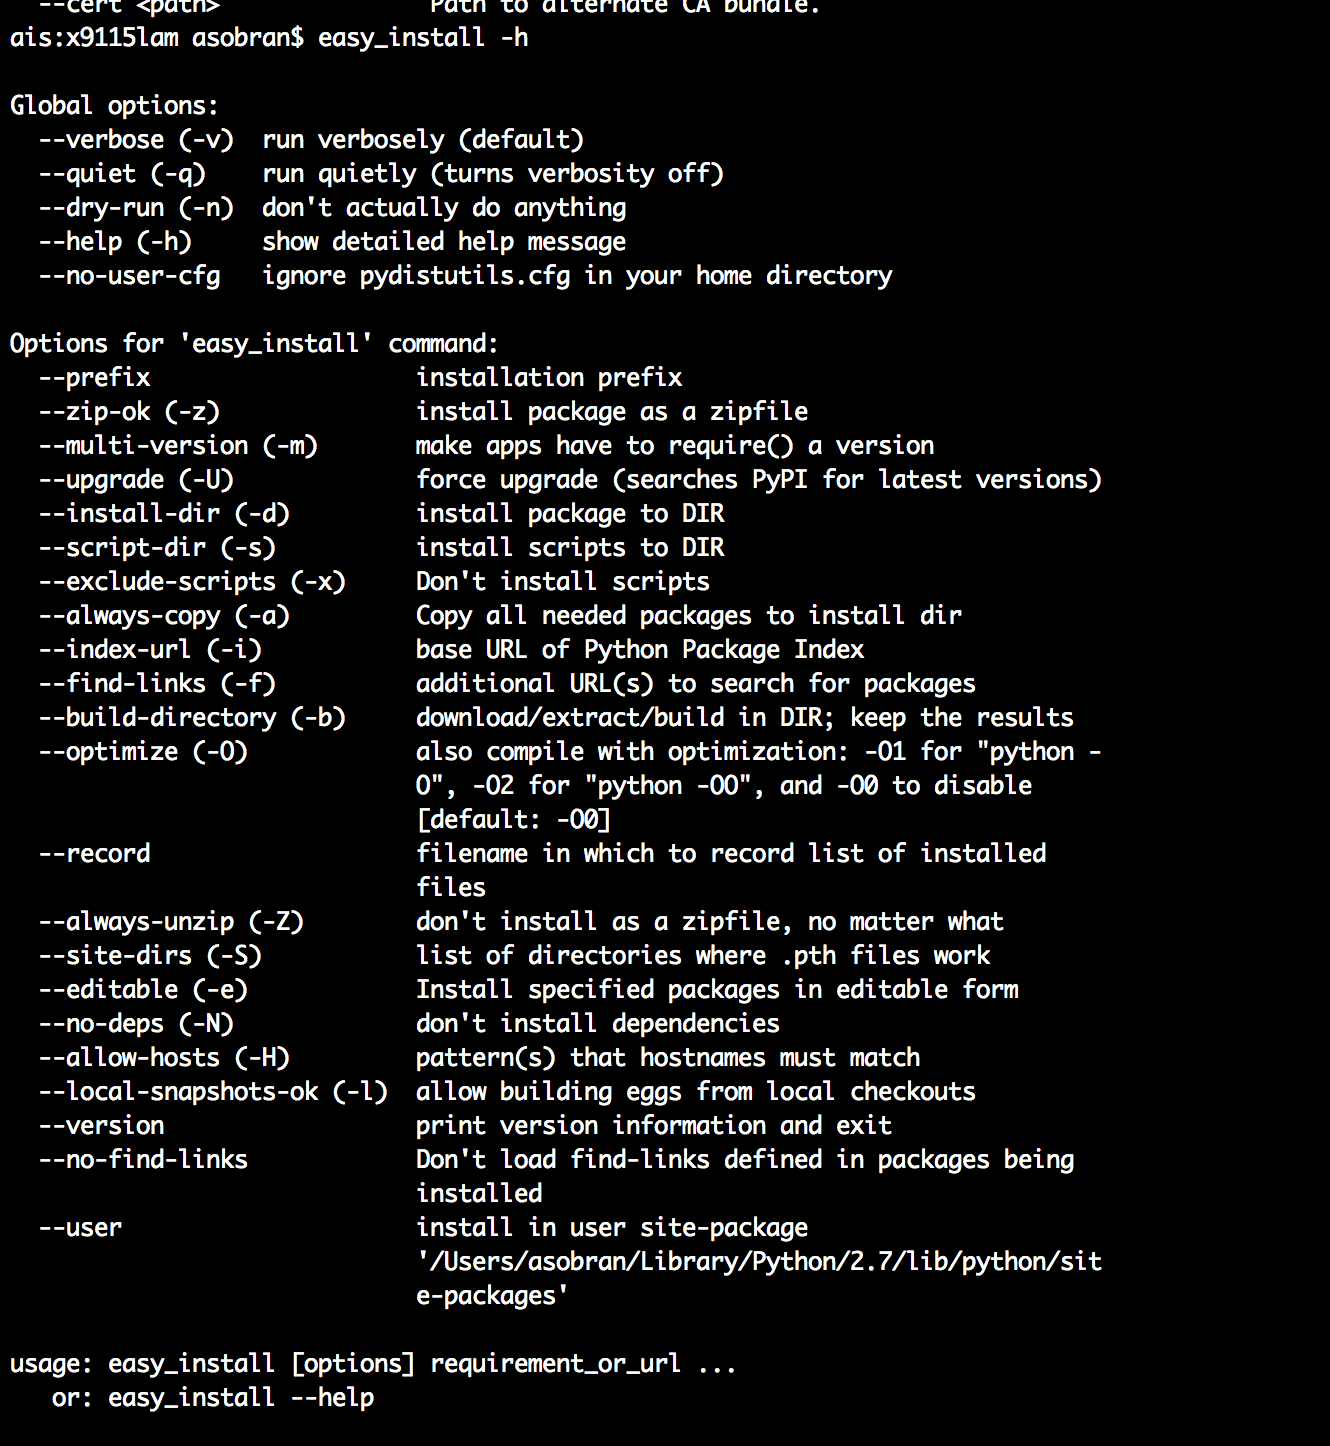 --cert <path>               Path to alternate CA bundle.
ais:x9115lam asobran$ easy_install -h

Global options:
  --verbose (-v)  run verbosely (default)
  --quiet (-q)    run quietly (turns verbosity off)
  --dry-run (-n)  don't actually do anything
  --help (-h)     show detailed help message
  --no-user-cfg   ignore pydistutils.cfg in your home directory

Options for 'easy_install' command:
  --prefix                   installation prefix
  --zip-ok (-z)              install package as a zipfile
  --multi-version (-m)       make apps have to require() a version
  --upgrade (-U)             force upgrade (searches PyPI for latest versions)
  --install-dir (-d)         install package to DIR
  --script-dir (-s)          install scripts to DIR
  --exclude-scripts (-x)     Don't install scripts
  --always-copy (-a)         Copy all needed packages to install dir
  --index-url (-i)           base URL of Python Package Index
  --find-links (-f)          additional URL(s) to search for packages
  --build-directory (-b)     download/extract/build in DIR; keep the results
  --optimize (-O)            also compile with optimization: -O1 for "python -
                             O", -O2 for "python -OO", and -O0 to disable
                             [default: -O0]
  --record                   filename in which to record list of installed
                             files
  --always-unzip (-Z)        don't install as a zipfile, no matter what
  --site-dirs (-S)           list of directories where .pth files work
  --editable (-e)            Install specified packages in editable form
  --no-deps (-N)             don't install dependencies
  --allow-hosts (-H)         pattern(s) that hostnames must match
  --local-snapshots-ok (-l)  allow building eggs from local checkouts
  --version                  print version information and exit
  --no-find-links            Don't load find-links defined in packages being
                             installed
  --user                     install in user site-package
                             '/Users/asobran/Library/Python/2.7/lib/python/sit
                             e-packages'

usage: easy_install [options] requirement_or_url ...
   or: easy_install --help